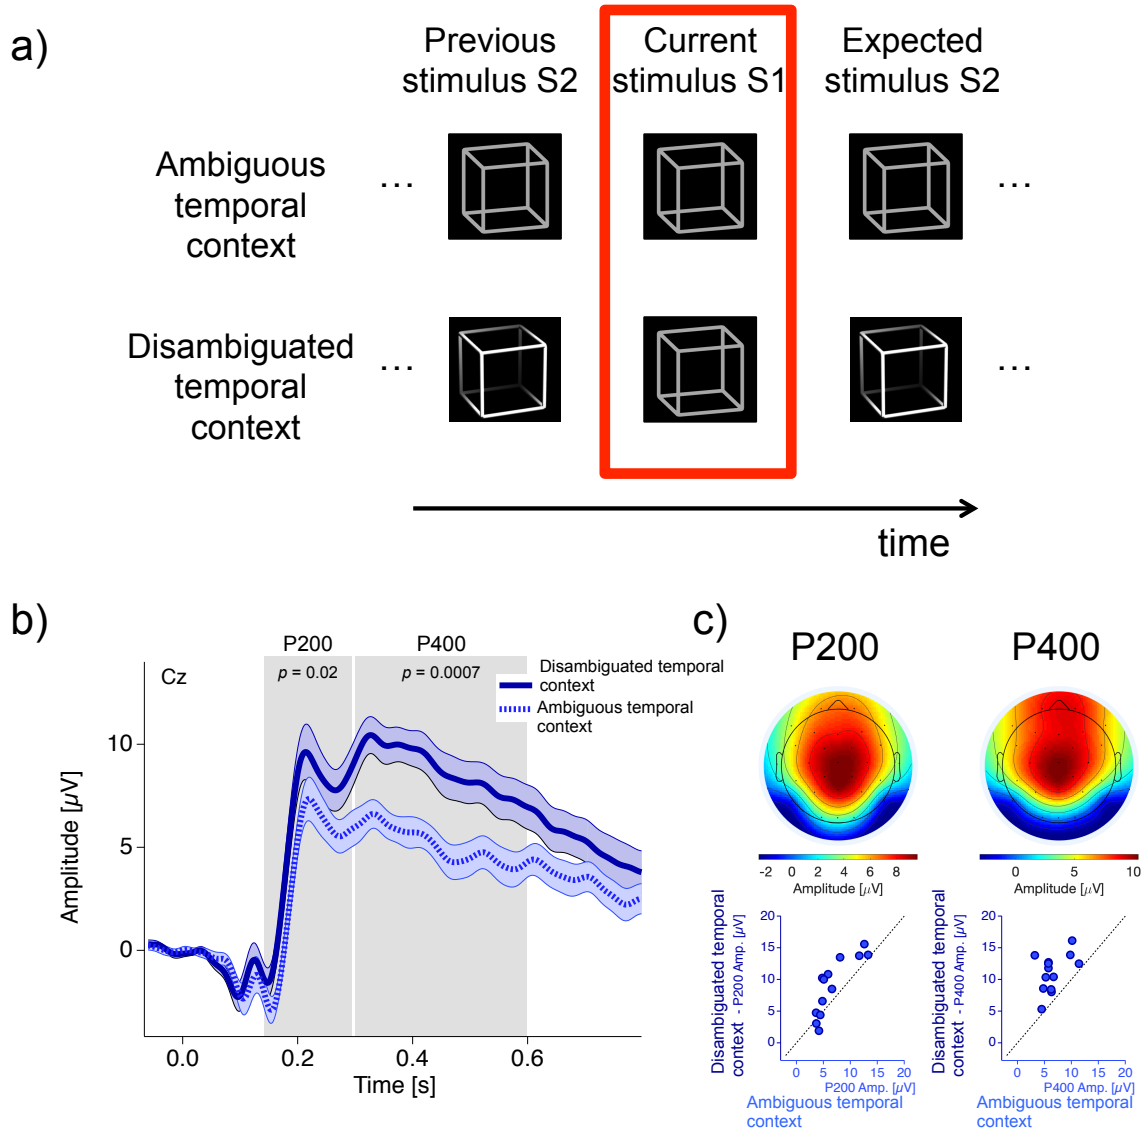 a)
Previous
stimulus S2
Current
stimulus S1
Expected
stimulus S2
Ambiguous
temporal
context
...
...
Disambiguated
temporal
context
...
...
time
b)
P200
P400
Cz
p = 0.02
p = 0.0007
Disambiguated temporal
context
Ambiguous temporal
context
10
5
0
Amplitude [µV]
0.0
0.2
0.4
0.6
Time [s]
c)
P200
P400
-2 0 2 4 6 8
Amplitude [µV]
0 5 10
Amplitude [µV]
Disambiguated temporal
context - P200 Amp. [µV]
20
15
10
5
0
0 5 10 15 20
P200 Amp. [µV]
Ambiguous temporal
context
Disambiguated temporal
context - P400 Amp. [µV]
20
15
10
5
0
0 5 10 15 20
P400 Amp. [µV]
Ambiguous temporal
context